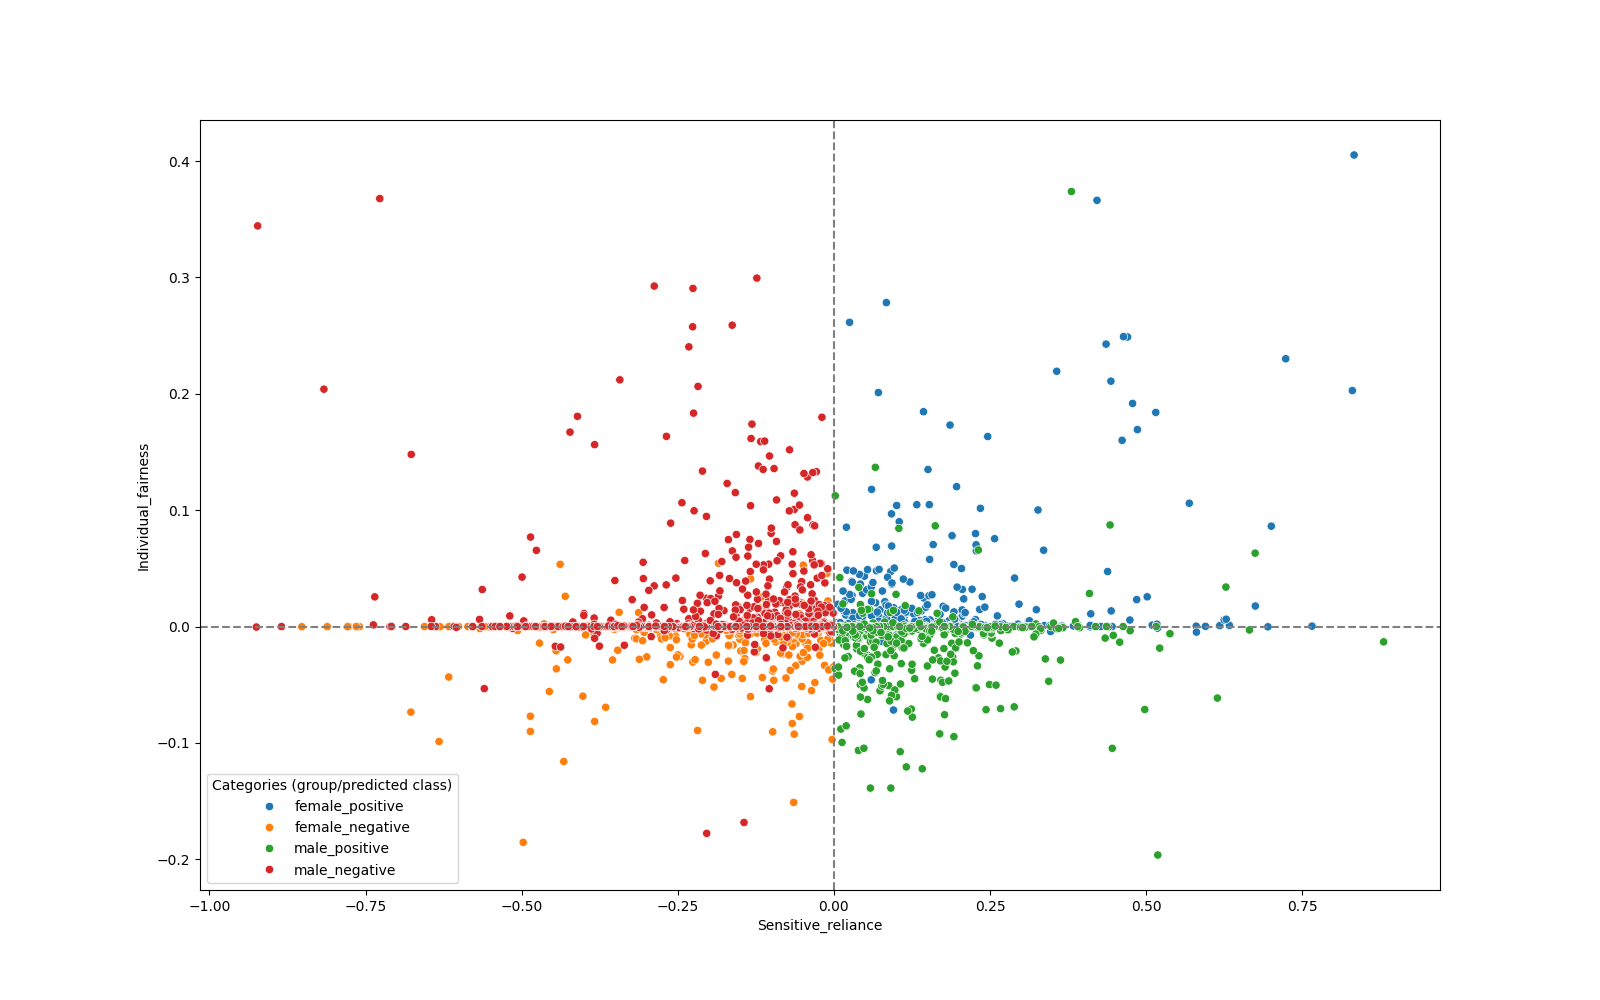 0.4
0.3
0.2
0.1
0.0
−0.1
−0.2
Individual_fairness
Categories (group/predicted class)
female_positive
female_negative
male_positive
male_negative
−1.00 −0.75 −0.50 −0.25 0.00 0.25 0.50 0.75
Sensitive_reliance